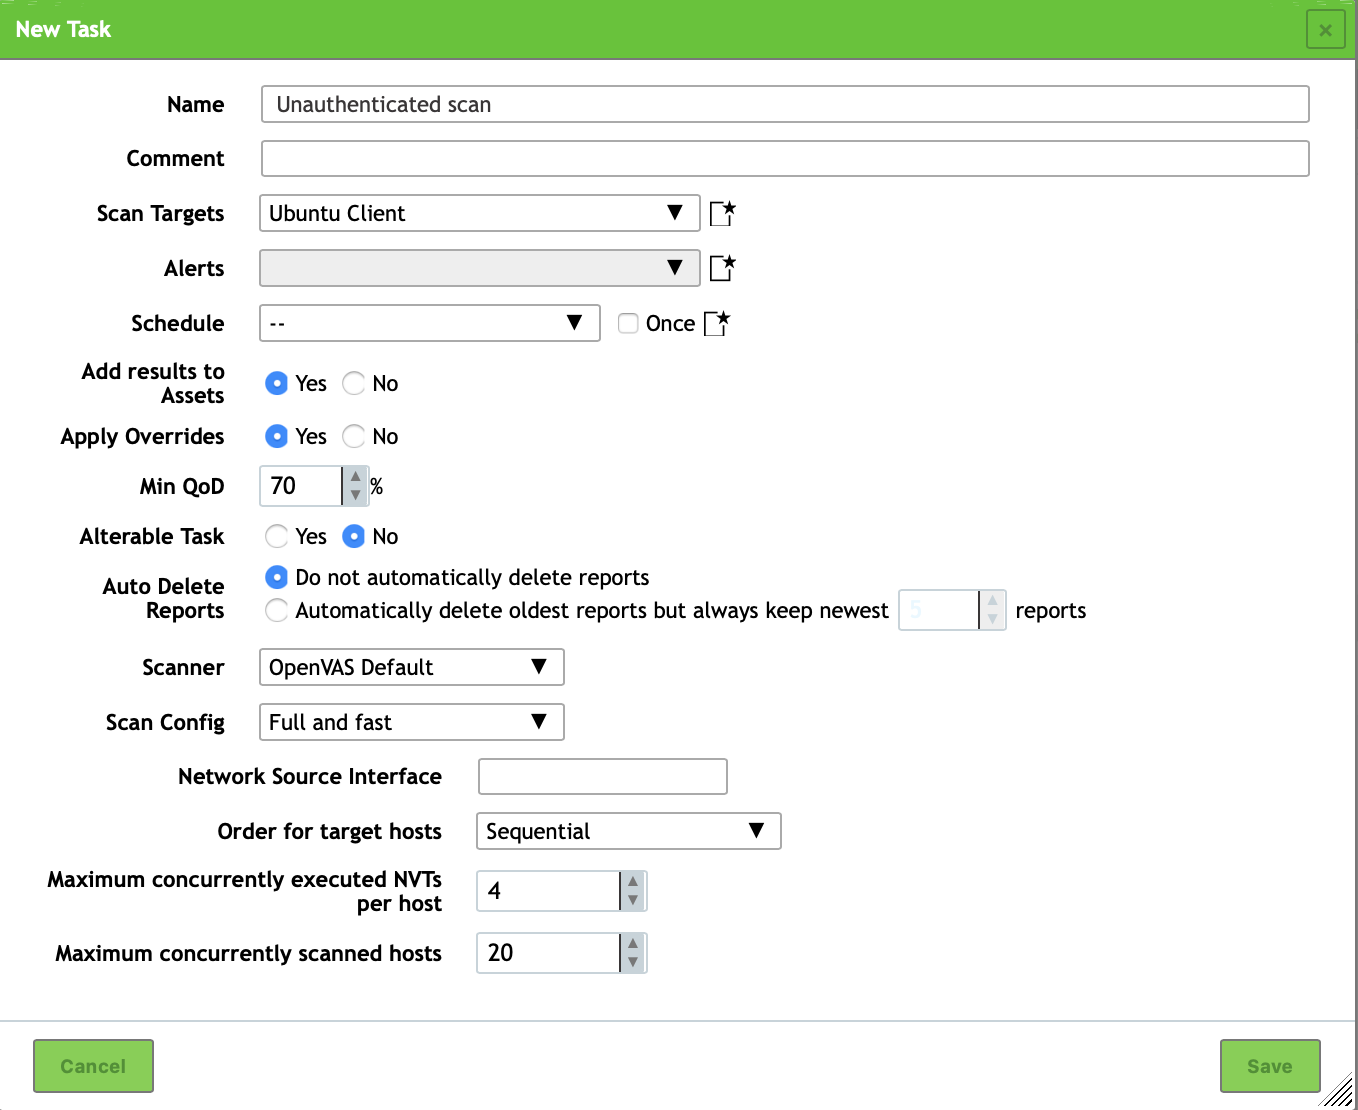 New Task
Name Unauthenticated scan
Comment
Scan Targets Ubuntu Client
Alerts
Schedule -- Once
Add results to
Assets Yes No
Apply Overrides Yes No
Min QoD 70 %
Alterable Task Yes No
Auto Delete
Reports
Do not automatically delete reports
Automatically delete oldest reports but always keep newest 5 reports
Scanner OpenVAS Default
Scan Config Full and fast
Network Source Interface
Order for target hosts Sequential
Maximum concurrently executed NVTs
per host 4
Maximum concurrently scanned hosts 20
Cancel Save